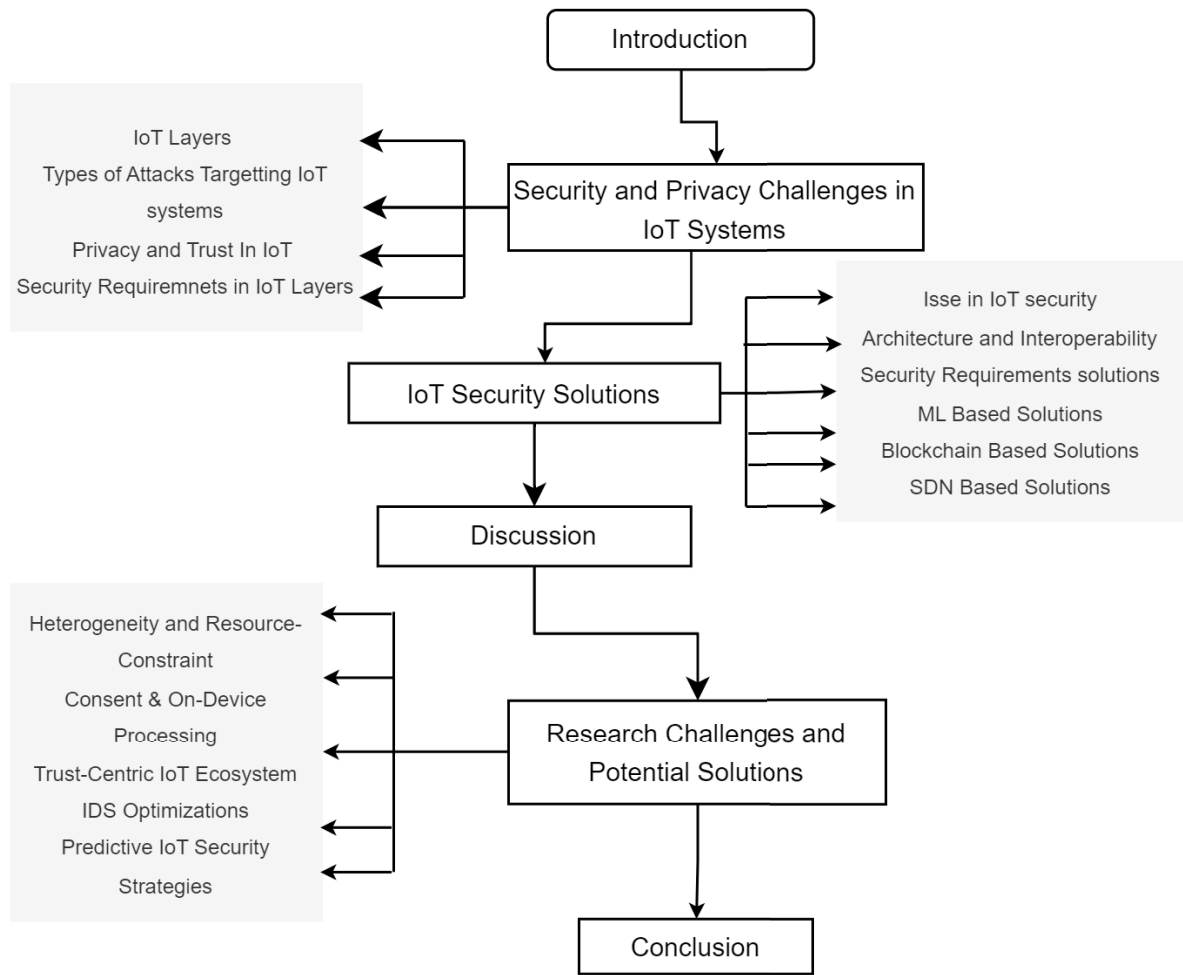 Introduction
IoT Layers
Types of Attacks Targetting IoT
systems
Privacy and Trust In IoT
Security Requiremnets in IoT Layers
Security and Privacy Challenges in
IoT Systems
Isse in IoT security
Architecture and Interoperability
Security Requirements solutions
ML Based Solutions
Blockchain Based Solutions
SDN Based Solutions
IoT Security Solutions
Discussion
Heterogeneity and Resource-
Constraint
Consent & On-Device
Processing
Trust-Centric IoT Ecosystem
IDS Optimizations
Predictive IoT Security
Strategies
Research Challenges and
Potential Solutions
Conclusion